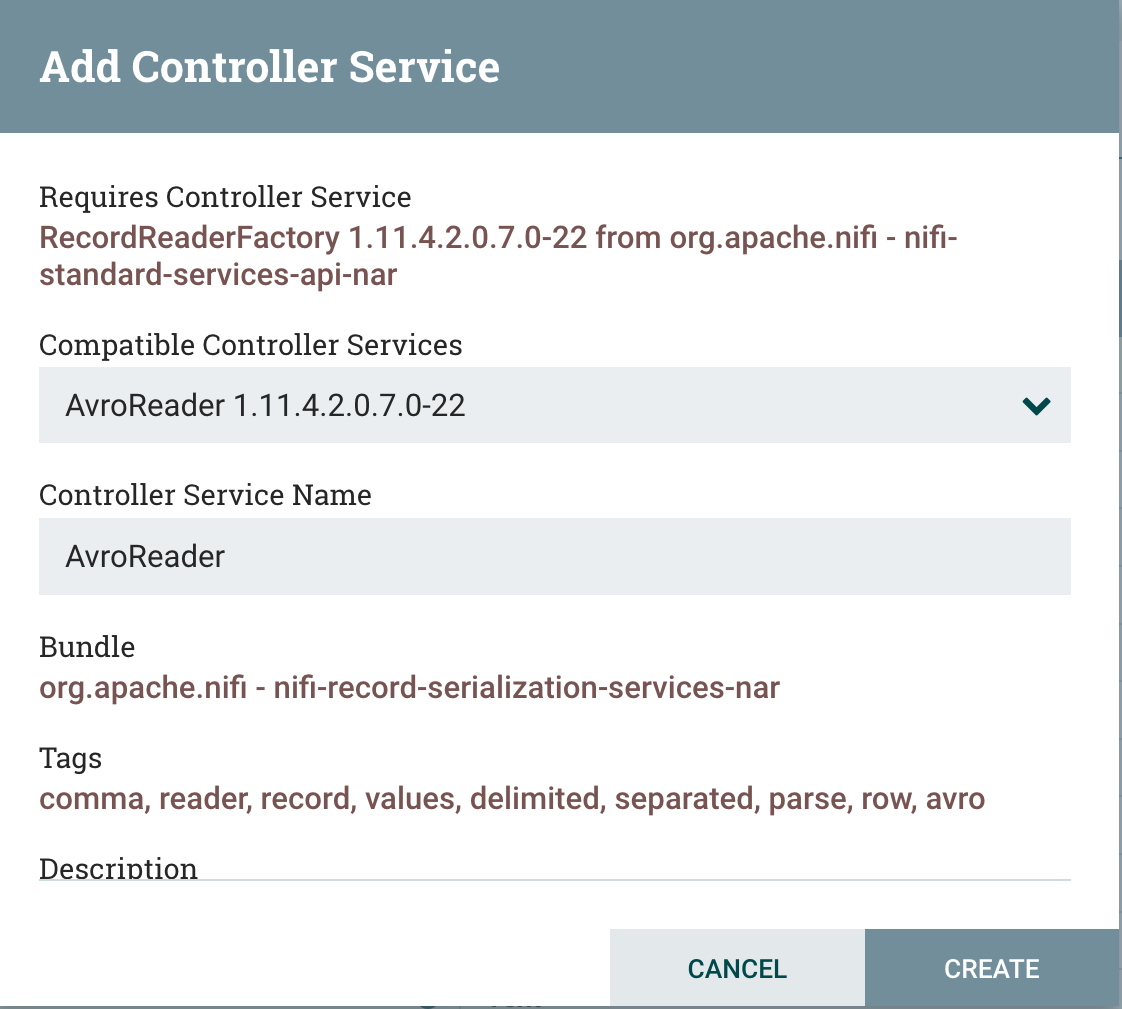 Add Controller Service
Requires Controller Service
RecordReaderFactory 1.11.4.2.0.7.0-22 from org.apache.nifi - nifi-
standard-services-api-nar
Compatible Controller Services
AvroReader 1.11.4.2.0.7.0-22
Controller Service Name
AvroReader
Bundle
org.apache.nifi - nifi-record-serialization-services-nar
Tags
comma, reader, record, values, delimited, separated, parse, row, avro
Description
CANCEL
CREATE